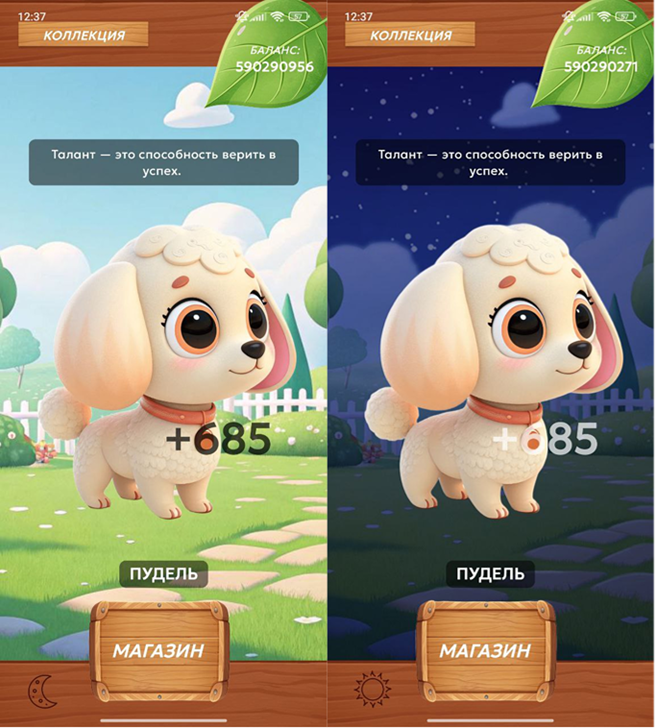 12:37
КОЛЛЕКЦИЯ
БАЛАНС:
590290956
Талант — это способность верить в
успех.
+685
ПУДЕЛЬ
МАГАЗИН
12:37
КОЛЛЕКЦИЯ
БАЛАНС:
590290271
Талант — это способность верить в
успех.
+685
ПУДЕЛЬ
МАГАЗИН